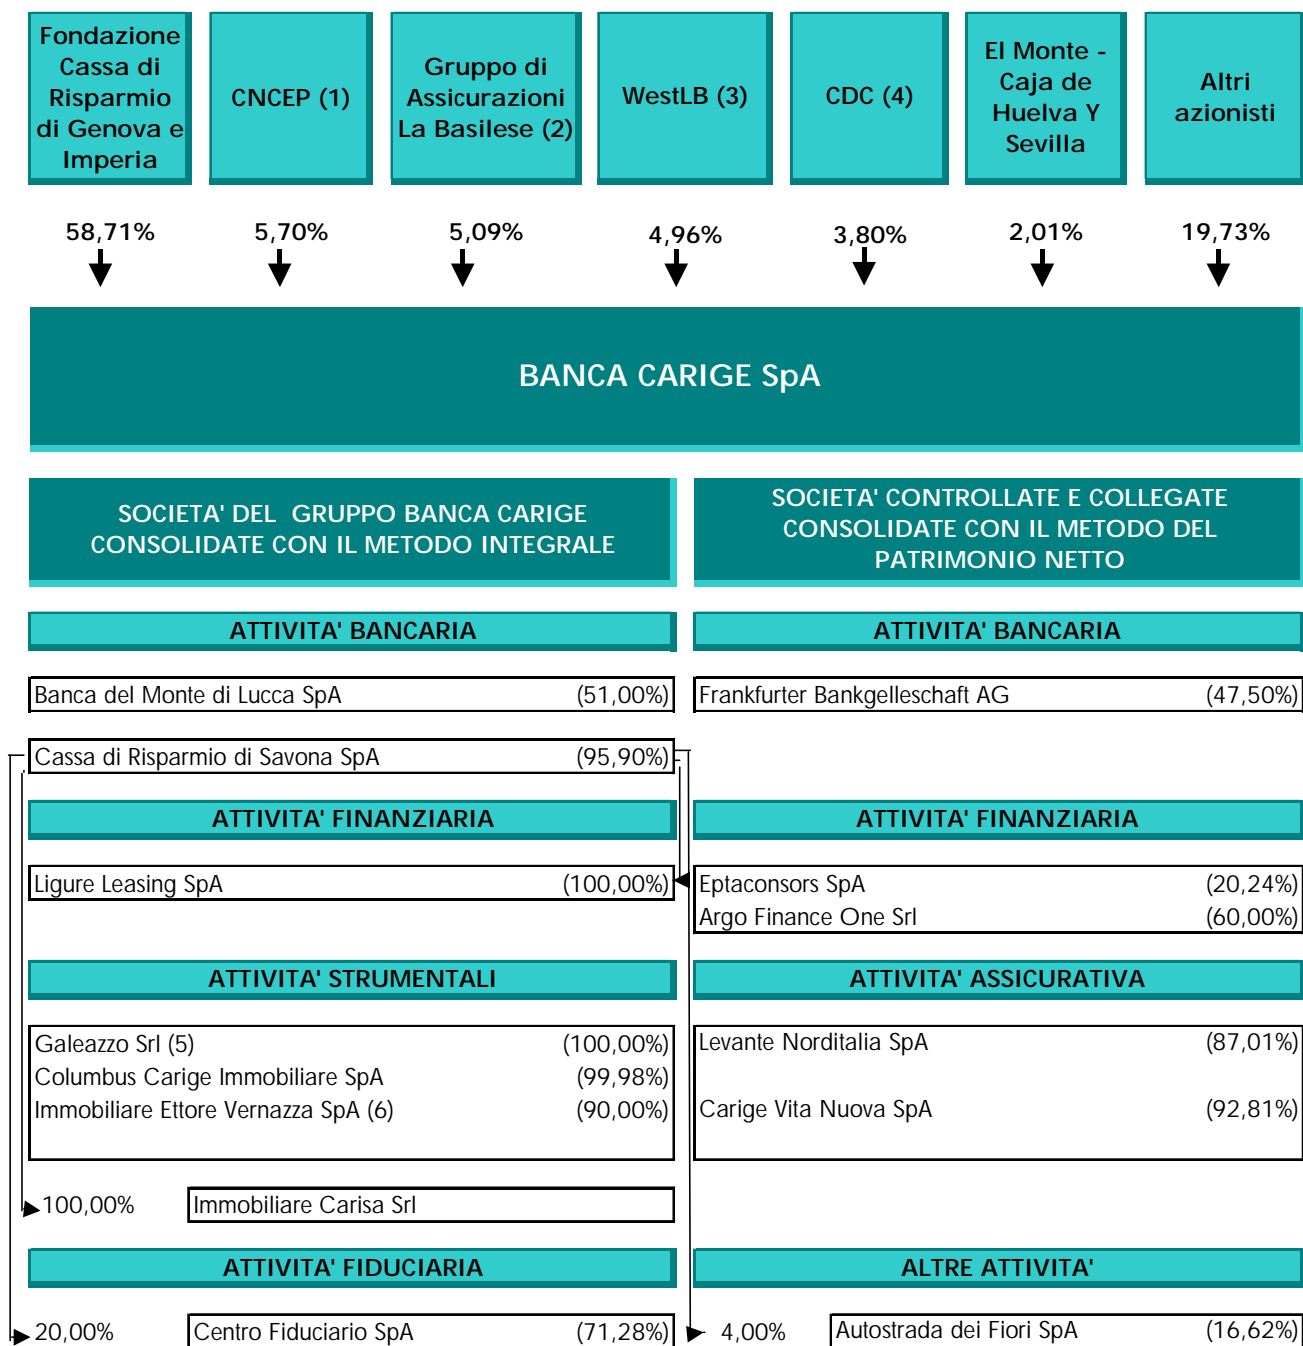 Fondazione
Cassa di
Risparmio
di Genova e
Imperia
CNCEP (1)
Gruppo di
Assicurazioni
La Basilese (2)
WestLB (3)
CDC (4)
El Monte -
Caja de
Huelva Y
Sevilla
Altri
azionisti
58,71% 5,70% 5,09% 4,96% 3,80% 2,01% 19,73%
BANCA CARIGE SpA
SOCIETA' DEL GRUPPO BANCA CARIGE
CONSOLIDATE CON IL METODO INTEGRALE
SOCIETA' CONTROLLATE E COLLEGATE
CONSOLIDATE CON IL METODO DEL
PATRIMONIO NETTO
ATTIVITA' BANCARIA
ATTIVITA' BANCARIA
Banca del Monte di Lucca SpA (51,00%)
Frankfurter Bankgelleschaft AG (47,50%)
Cassa di Risparmio di Savona SpA (95,90%)
ATTIVITA' FINANZIARIA
ATTIVITA' FINANZIARIA
Ligure Leasing SpA (100,00%)
Eptaconsors SpA (20,24%)
Argo Finance One Srl (60,00%)
ATTIVITA' STRUMENTALI
ATTIVITA' ASSICURATIVA
Galeazzo Srl (5) (100,00%)
Columbus Carige Immobiliare SpA (99,98%)
Immobiliare Ettore Vernazza SpA (6) (90,00%)
Levante Norditalia SpA (87,01%)
Carige Vita Nuova SpA (92,81%)
100,00% Immobiliare Carisa Srl
ATTIVITA' FIDUCIARIA
ALTRE ATTIVITA'
20,00% Centro Fiduciario SpA (71,28%)
4,00% Autostrada dei Fiori SpA (16,62%)